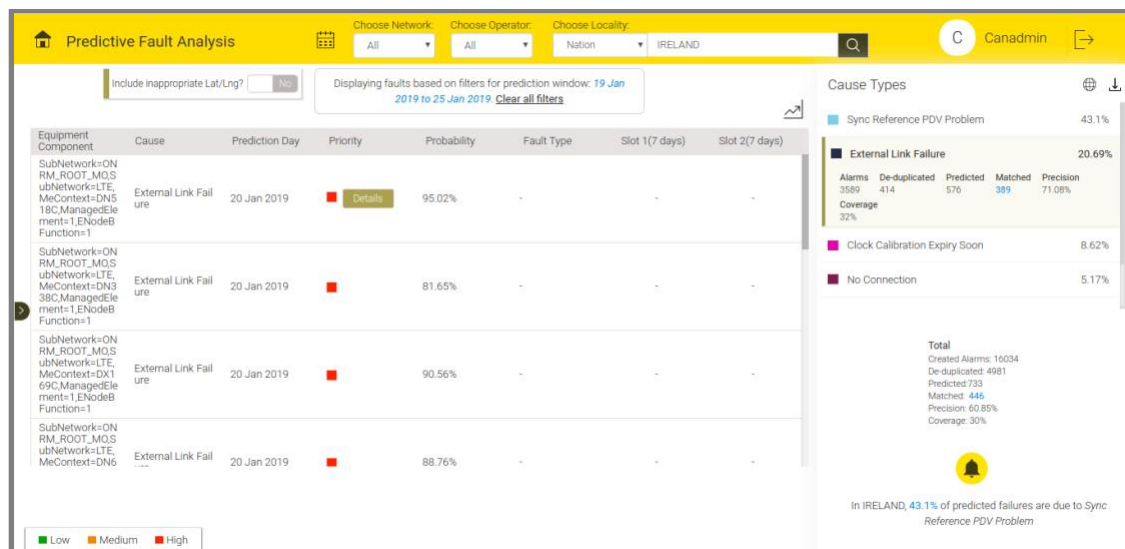 Predictive Fault Analysis
Choose Network:
All
Choose Operator:
All
Choose Locality:
Nation
IRELAND
C
Canadmin
Include inappropriate Lat/Lng?
No
Displaying faults based on filters for prediction window: 19 Jan
2019 to 25 Jan 2019. Clear all filters
Equipment
Component
Cause
Prediction Day
Priority
Probability
Fault Type
Slot 1(7 days)
Slot 2(7 days)
SubNetwork=ON
RM_ROOT_MO,S
ubNetwork=LTE,
MeContext=DN5
18C,ManagedEle
ment=1,ENodeB
Function=1
External Link Fail
ure
20 Jan 2019
Details
95.02%
-
-
-
SubNetwork=ON
RM_ROOT_MO,S
ubNetwork=LTE,
MeContext=DN3
38C,ManagedEle
ment=1,ENodeB
Function=1
External Link Fail
ure
20 Jan 2019
81.65%
-
-
-
SubNetwork=ON
RM_ROOT_MO,S
ubNetwork=LTE,
MeContext=DX1
69C,ManagedEle
ment=1,ENodeB
Function=1
External Link Fail
ure
20 Jan 2019
90.56%
-
-
-
SubNetwork=ON
RM_ROOT_MO,S
ubNetwork=LTE,
MeContext=DN6
External Link Fail
20 Jan 2019
88.76%
-
-
-
Low
Medium
High
Cause Types
Sync Reference PDV Problem
43.1%
External Link Failure
20.69%
Alarms De-duplicated Predicted Matched Precision
3589 414 576 389 71.08%
Coverage
32%
Clock Calibration Expiry Soon
8.62%
No Connection
5.17%
Total
Created Alarms: 16034
De-duplicated: 4981
Predicted:733
Matched: 446
Precision: 60.85%
Coverage: 30%
In IRELAND, 43.1% of predicted failures are due to Sync
Reference PDV Problem